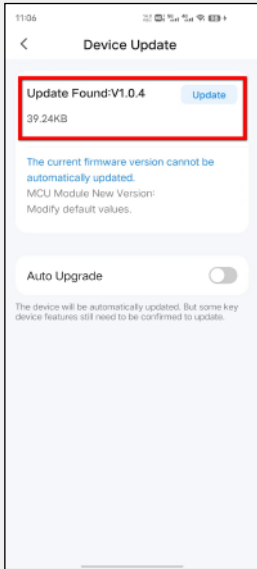 11:06
Device Update
Update Found:V1.0.4
Update
39.24KB
The current firmware version cannot be
automatically updated.
MCU Module New Version:
Modify default values.
Auto Upgrade
The device will be automatically updated. But some key
device features still need to be confirmed to update.